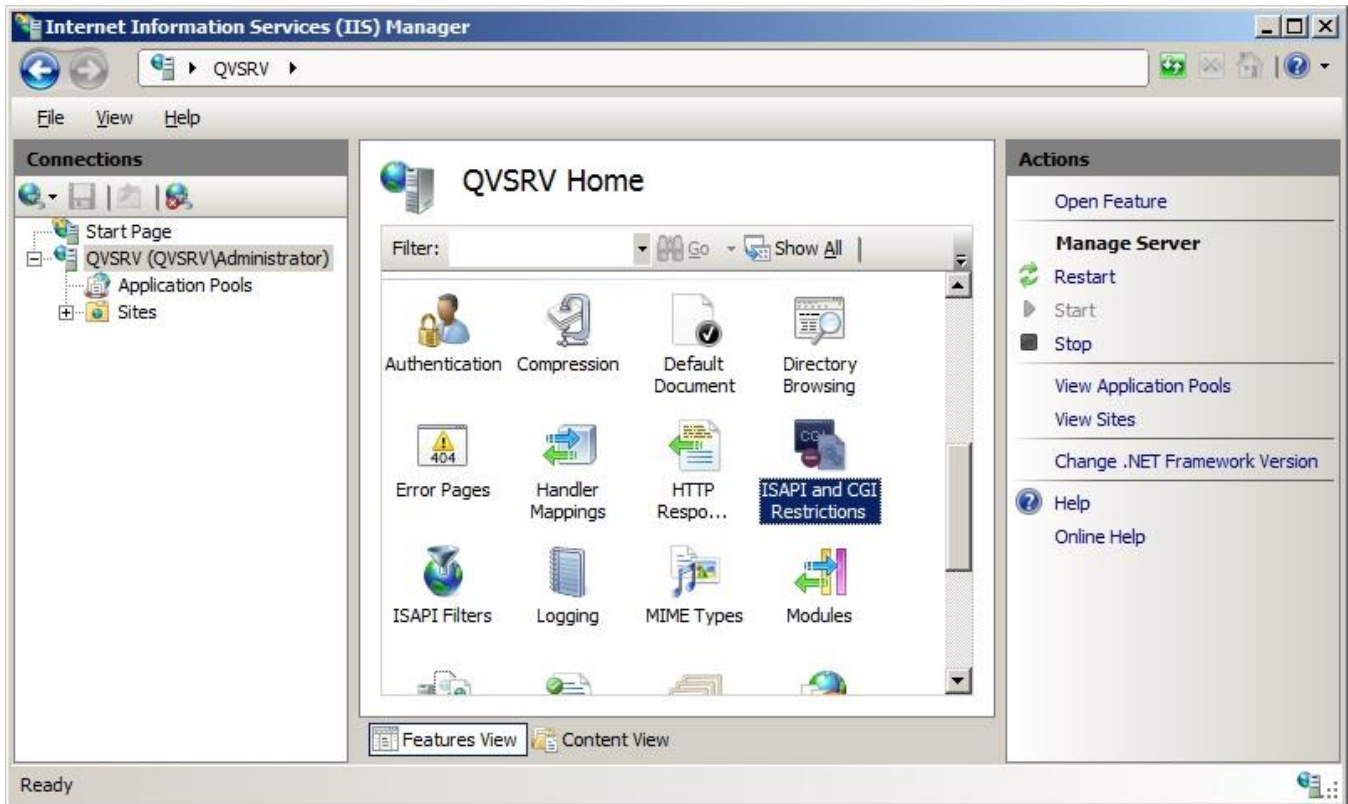 Internet Information Services (IIS) Manager
QVSRV
File View Help
Connections
Start Page
QVSRV (QVSRV\Administrator)
Application Pools
Sites
QVSRV Home
Filter: Go Show All
Authentication Compression Default Document Directory Browsing
Error Pages Handler Mappings HTTP Respo... ISAPI and CGI Restrictions
404
CGI
ISAPI Filters Logging MIME Types Modules
Features View Content View
Actions
Open Feature
Manage Server
Restart
Start
Stop
View Application Pools
View Sites
Change .NET Framework Version
Help
Online Help
Ready